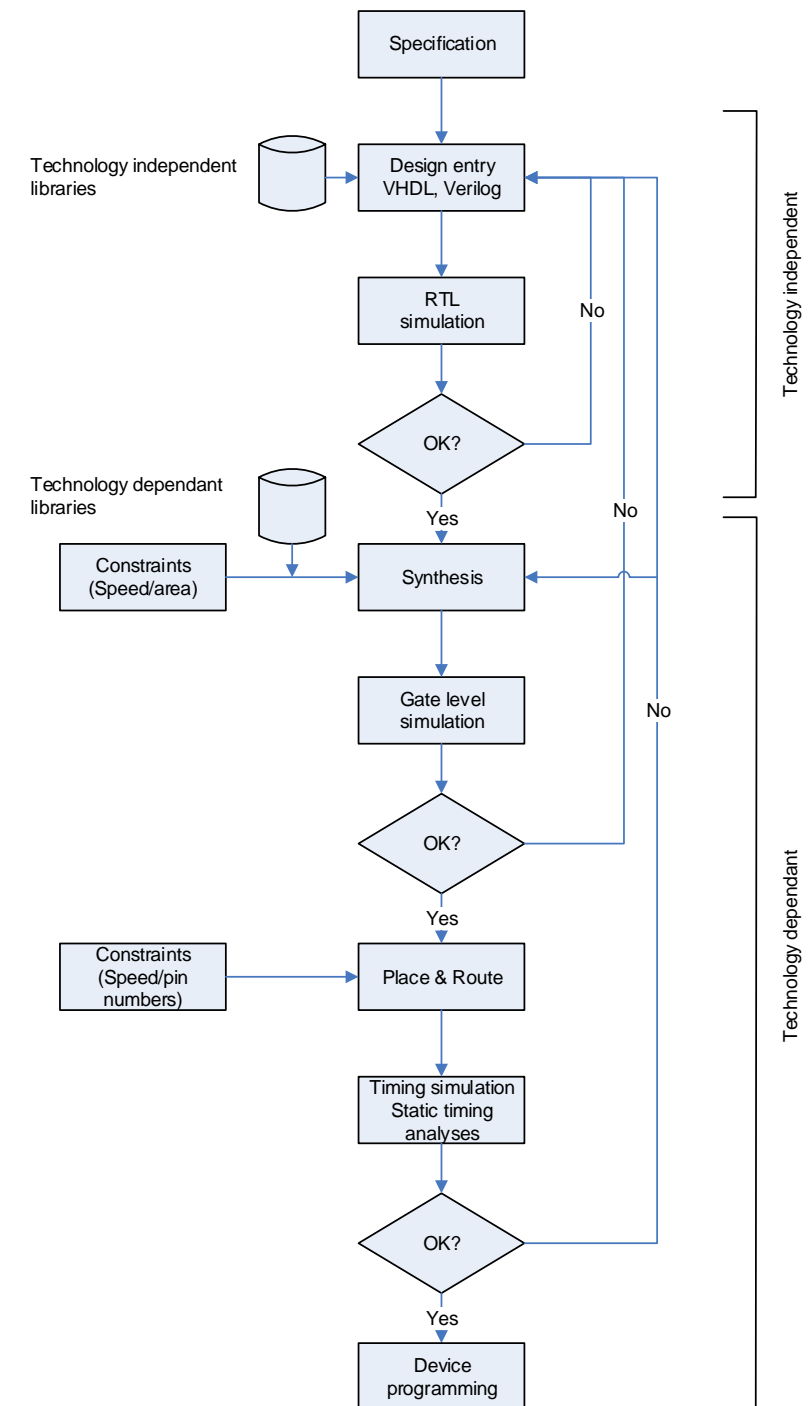 Specification
Technology independent
libraries
Design entry
VHDL, Verilog
RTL
simulation
No
Technology independent
OK?
Technology dependant
libraries
Yes
No
Constraints
(Speed/area)
Synthesis
Gate level
simulation
No
OK?
Technology dependant
Yes
Constraints
(Speed/pin
numbers)
Place & Route
Timing simulation
Static timing
analyses
OK?
Yes
Device
programming